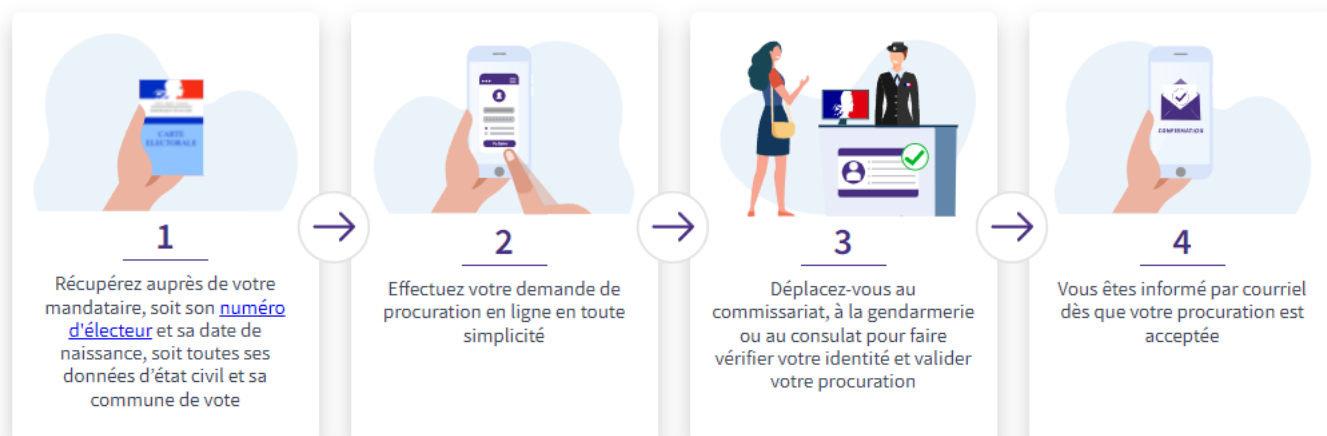 CARTE
ELECTORALE
1
Récupérez auprès de votre
mandataire, soit son numéro
d'électeur et sa date de
naissance, soit toutes ses
données d’état civil et sa
commune de vote
2
Effectuez votre demande de
procuration en ligne en toute
simplicité
3
Déplacez-vous au
commissariat, à la gendarmerie
ou au consulat pour faire
vérifier votre identité et valider
votre procuration
CONFIRMATION
4
Vous êtes informé par courriel
dès que votre procuration est
acceptée